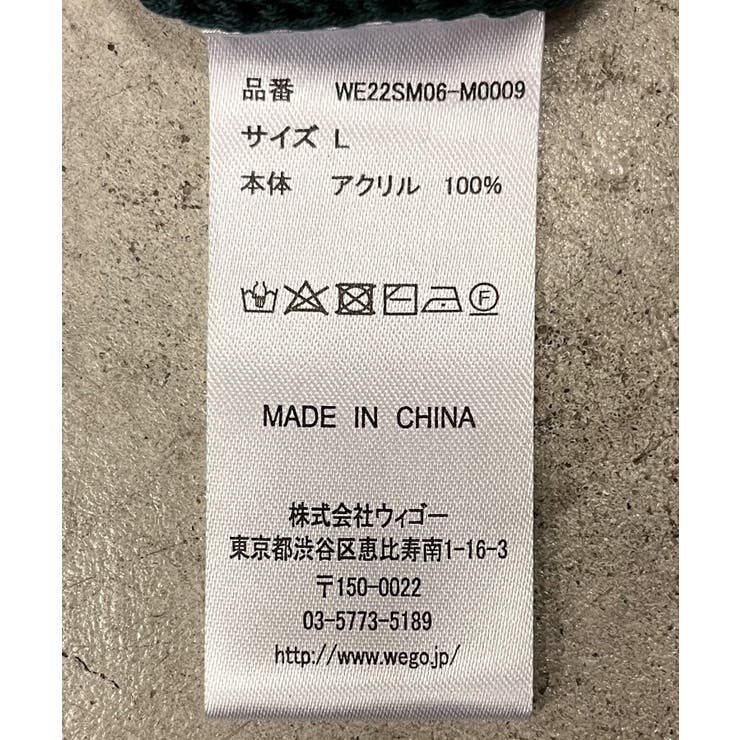 品番 WE22SM06-M0009
サイズ L
本体 アクリル 100%
F
MADE IN CHINA
株式会社ウィゴー
東京都渋谷区恵比寿南1-16-3
〒150-0022
03-5773-5189
http://www.wego.jp/